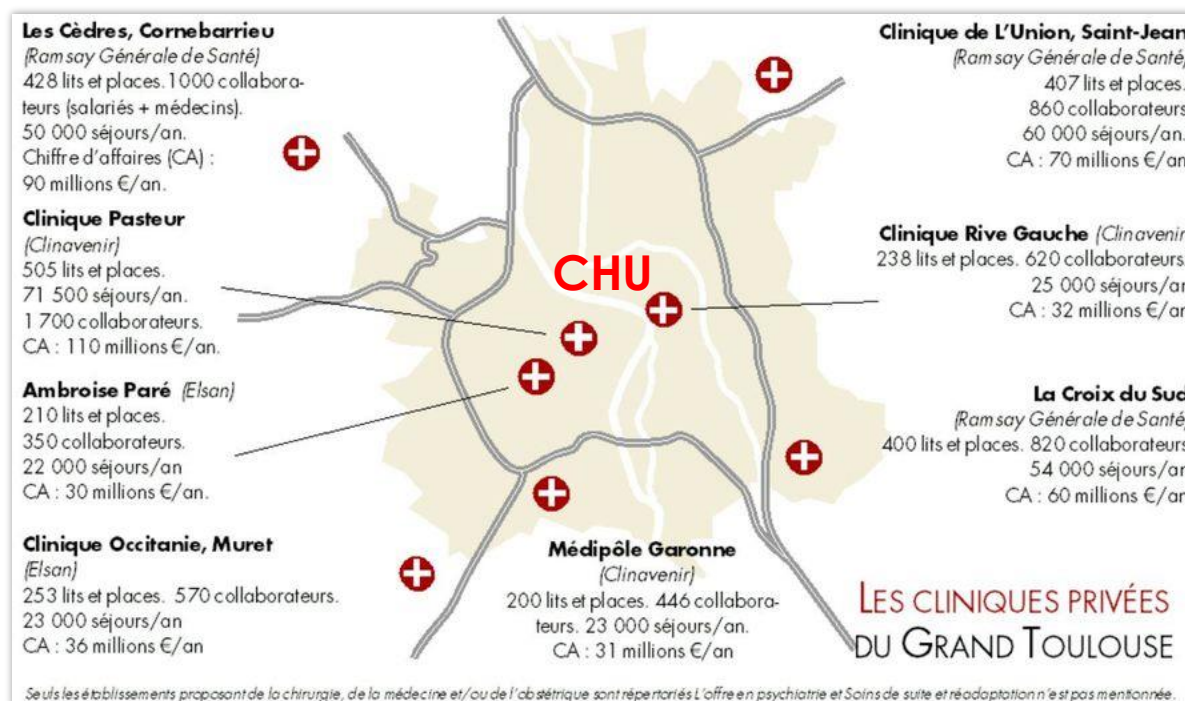 Les Cèdres, Cornebarrieu
(Ramsay Générale de Santé)
428 lits et places. 1000 collabora-
teurs (salariés + médecins).
50 000 séjours/an.
Chiffre d'affaires (CA) :
90 millions €/an.
Clinique Pasteur
(Clinavenir)
505 lits et places.
71 500 séjours/an.
1 700 collaborateurs.
CA : 110 millions €/an.
Ambroise Paré (Elsan)
210 lits et places.
350 collaborateurs.
22 000 séjours/an
CA : 30 millions €/an.
Clinique Occitanie, Muret
(Elsan)
253 lits et places. 570 collaborateurs.
23 000 séjours/an
CA : 36 millions €/an
CHU
Médipôle Garonne
(Clinavenir)
200 lits et places. 446 collabora-
teurs. 23 000 séjours/an.
CA : 31 millions €/an
Clinique de L'Union, Saint-Jean
(Ramsay Générale de Santé)
407 lits et places.
860 collaborateurs
60 000 séjours/an.
CA : 70 millions €/an
Clinique Rive Gauche (Clinavenir
238 lits et places. 620 collaborateurs.
25 000 séjours/an
CA : 32 millions €/an
La Croix du Sud
(Ramsay Générale de Santé)
400 lits et places. 820 collaborateurs
54 000 séjours/an
CA : 60 millions €/an
LES CLINIQUES PRIVÉES
DU GRAND TOULOUSE
Seuls les établissements proposant de la chirurgie, de la médecine et/ou de l'obstétrique sont répertoriés L'offre en psychiatrie et Soins de suite et réadaptation n'est pas mentionnée.